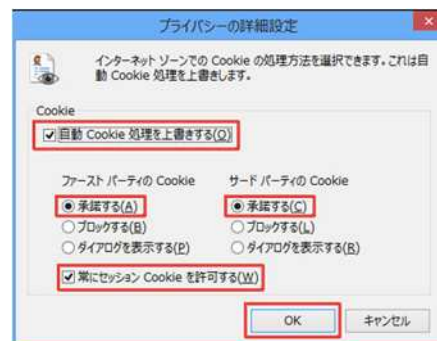 プライバシーの詳細設定
インターネット ゾーンでの Cookie の処理方法を選択できます。これは自
動 Cookie 処理を上書きします。
Cookie
自動 Cookie 処理を上書きする(O)
ファースト パーティの Cookie サード パーティの Cookie
承諾する(A) 承諾する(C)
ブロックする(B) ブロックする(L)
ダイアログを表示する(P) ダイアログを表示する(R)
常にセッション Cookie を許可する(W)
OK キャンセル